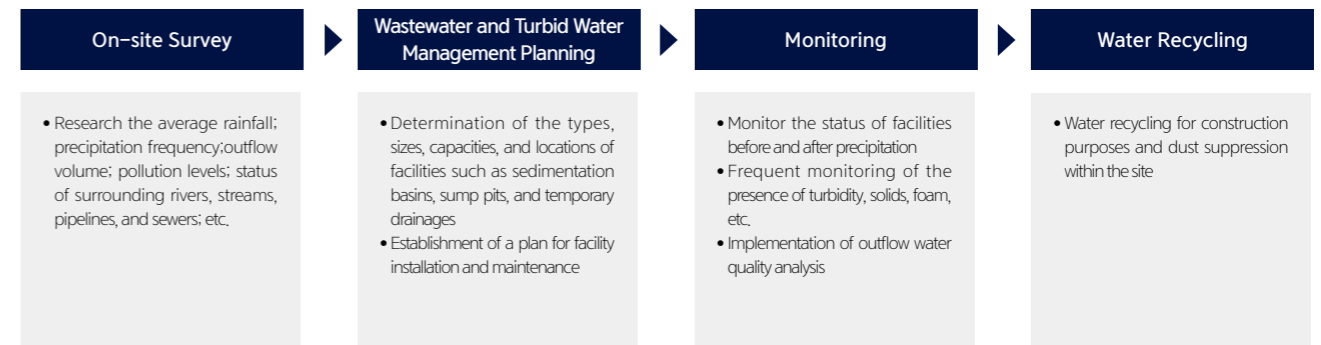 On-site Survey
Wastewater and Turbid Water
Management Planning
Monitoring
Water Recycling
• Research the average rainfall;
precipitation frequency;outflow
volume; pollution levels; status
of surrounding rivers, streams,
pipelines, and sewers; etc.
• Determination of the types,
sizes, capacities, and locations of
facilities such as sedimentation
basins, sump pits, and temporary
drainages
• Establishment of a plan for facility
installation and maintenance
• Monitor the status of facilities
before and after precipitation
• Frequent monitoring of the
presence of turbidity, solids, foam,
etc.
• Implementation of outflow water
quality analysis
• Water recycling for construction
purposes and dust suppression
within the site